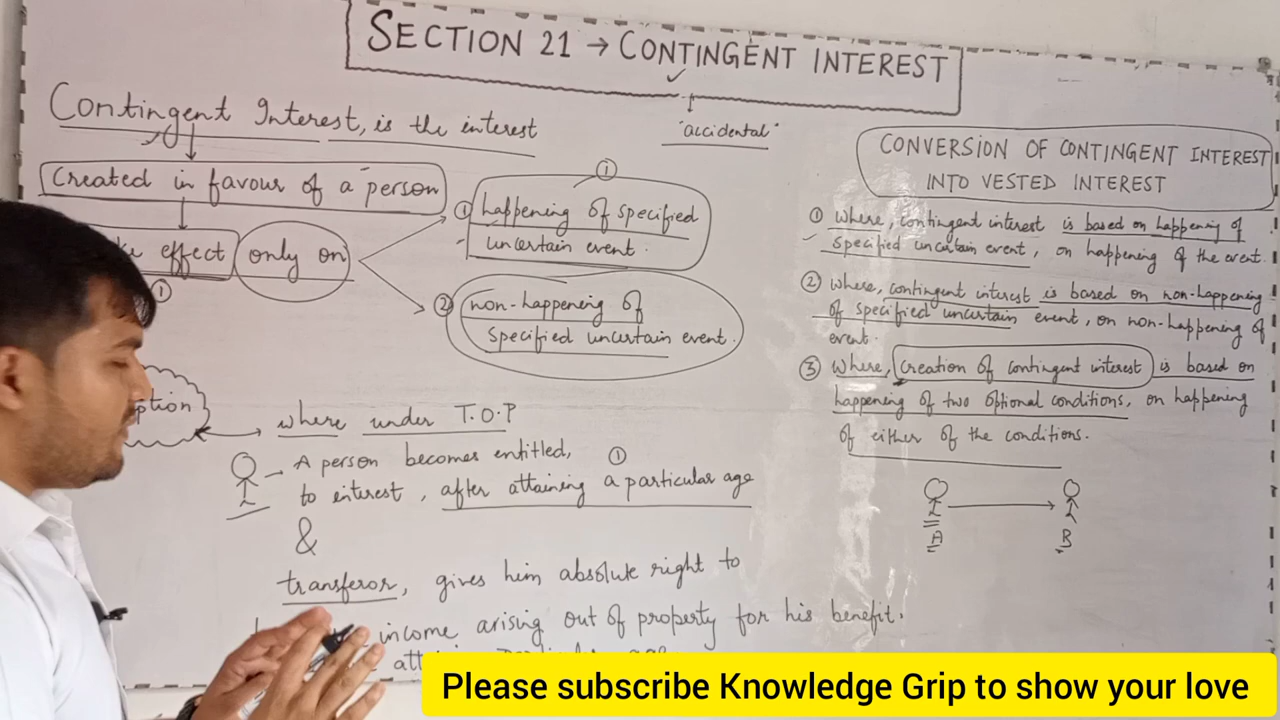 SECTION 21 → CONTINGENT INTEREST
"accidental"
Contingent Interest, is the interest
Created in favour of a person
effect only on
① 
① happening of specified
uncertain event.
② non-happening of
specified uncertain event.
①
where under T.O.P
A person becomes entitled, ①
to interest, after attaining a particular age
&
transferor, gives him absolute right to
income arising out of property for his benefit.
CONVERSION OF CONTINGENT INTEREST
INTO VESTED INTEREST
① Where, contingent interest is based on happening of
specified uncertain event, on happening of the event.
② where, contingent interest is based on non-happening
of specified uncertain event, on non-happening of
event.
③ Where, creation of contingent interest is based on
happening of two optional conditions, on happening
of either of the conditions.
A B
Please subscribe Knowledge Grip to show your love